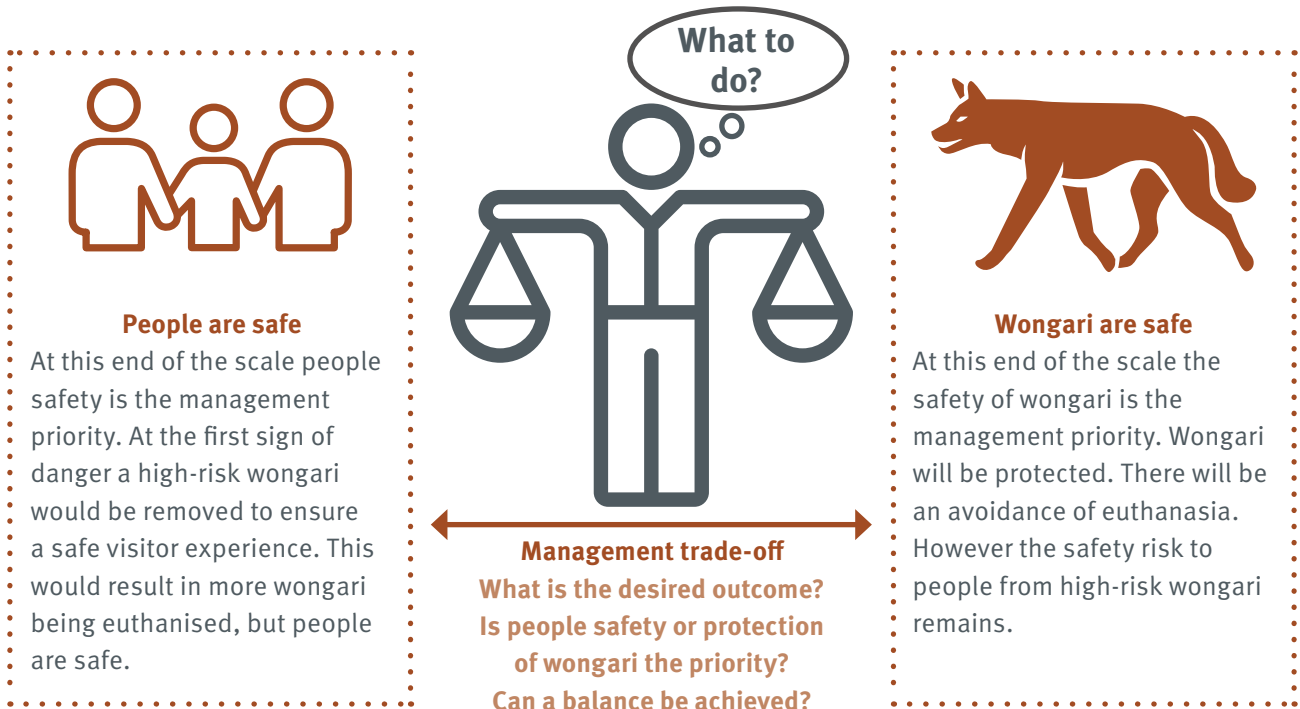 What to
do?
People are safe
At this end of the scale people
safety is the management
priority. At the first sign of
danger a high-risk wongari
would be removed to ensure
a safe visitor experience. This
would result in more wongari
being euthanised, but people
are safe.
Management trade-off
What is the desired outcome?
Is people safety or protection
of wongari the priority?
Can a balance be achieved?
Wongari are safe
At this end of the scale the
safety of wongari is the
management priority. Wongari
will be protected. There will be
an avoidance of euthanasia.
However the safety risk to
people from high-risk wongari
remains.